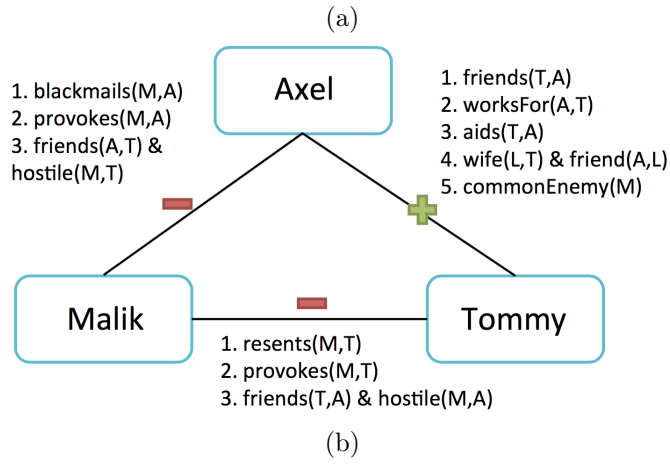 (a)
1. blackmails(M,A)
2. provokes(M,A)
3. friends(A,T) &
hostile(M,T)
Axel
1. friends(T,A)
2. worksFor(A,T)
3. aids(T,A)
4. wife(L,T) & friend(A,L)
5. commonEnemy(M)
Malik
Tommy
1. resents(M,T)
2. provokes(M,T)
3. friends(T,A) & hostile(M,A)
(b)